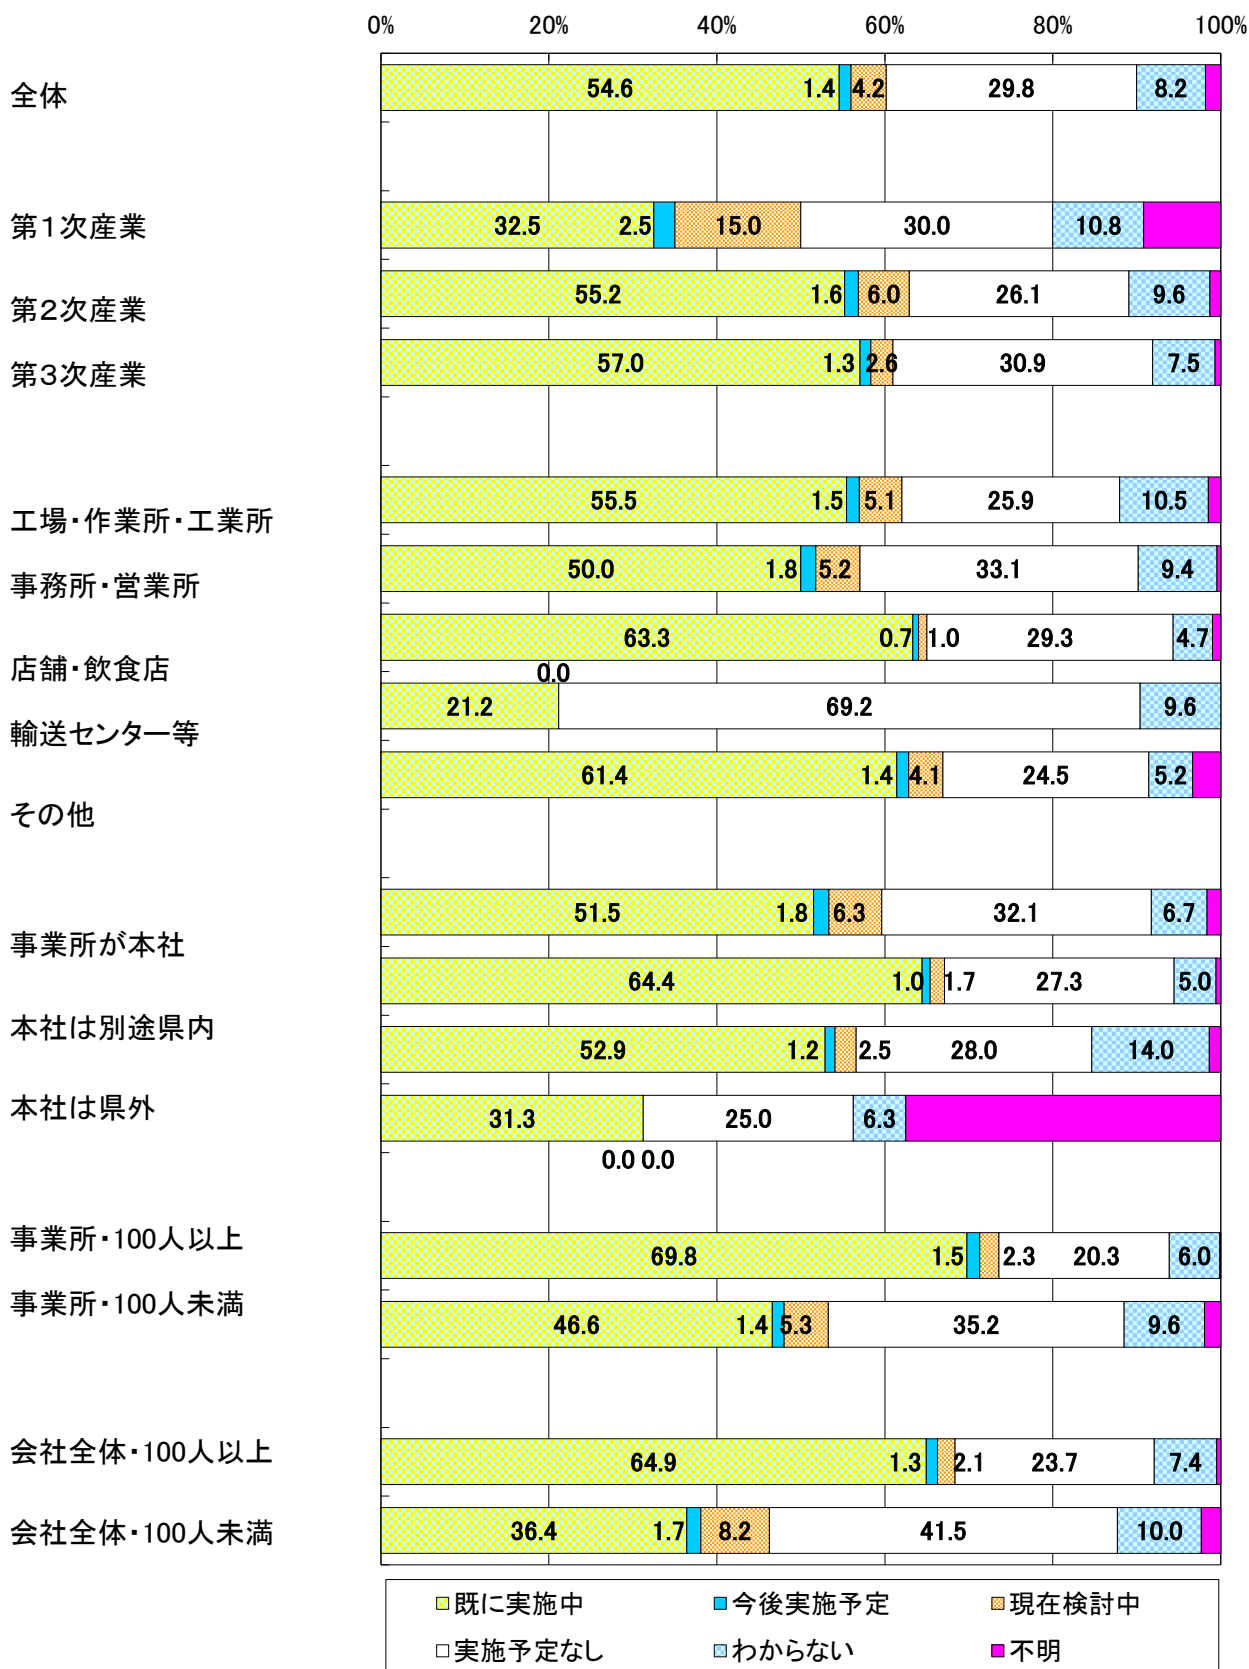 0% 20% 40% 60% 80% 100%
全体 54.6 1.4 4.2 29.8 8.2
第1次産業 32.5 2.5 15.0 30.0 10.8
第2次産業 55.2 1.6 6.0 26.1 9.6
第3次産業 57.0 1.3 2.6 30.9 7.5
工場・作業所・工業所 55.5 1.5 5.1 25.9 10.5
事務所・営業所 50.0 1.8 5.2 33.1 9.4
店舗・飲食店 63.3 0.7 1.0 29.3 4.7
0.0
輸送センター等 21.2 69.2 9.6
その他 61.4 1.4 4.1 24.5 5.2
事業所が本社 51.5 1.8 6.3 32.1 6.7
本社は別途県内 64.4 1.0 1.7 27.3 5.0
本社は県外 52.9 1.2 2.5 28.0 14.0
31.3 25.0 6.3
0.0 0.0
事業所・100人以上 69.8 1.5 2.3 20.3 6.0
事業所・100人未満 46.6 1.4 5.3 35.2 9.6
会社全体・100人以上 64.9 1.3 2.1 23.7 7.4
会社全体・100人未満 36.4 1.7 8.2 41.5 10.0
既に実施中 今後実施予定 現在検討中
実施予定なし わからない 不明